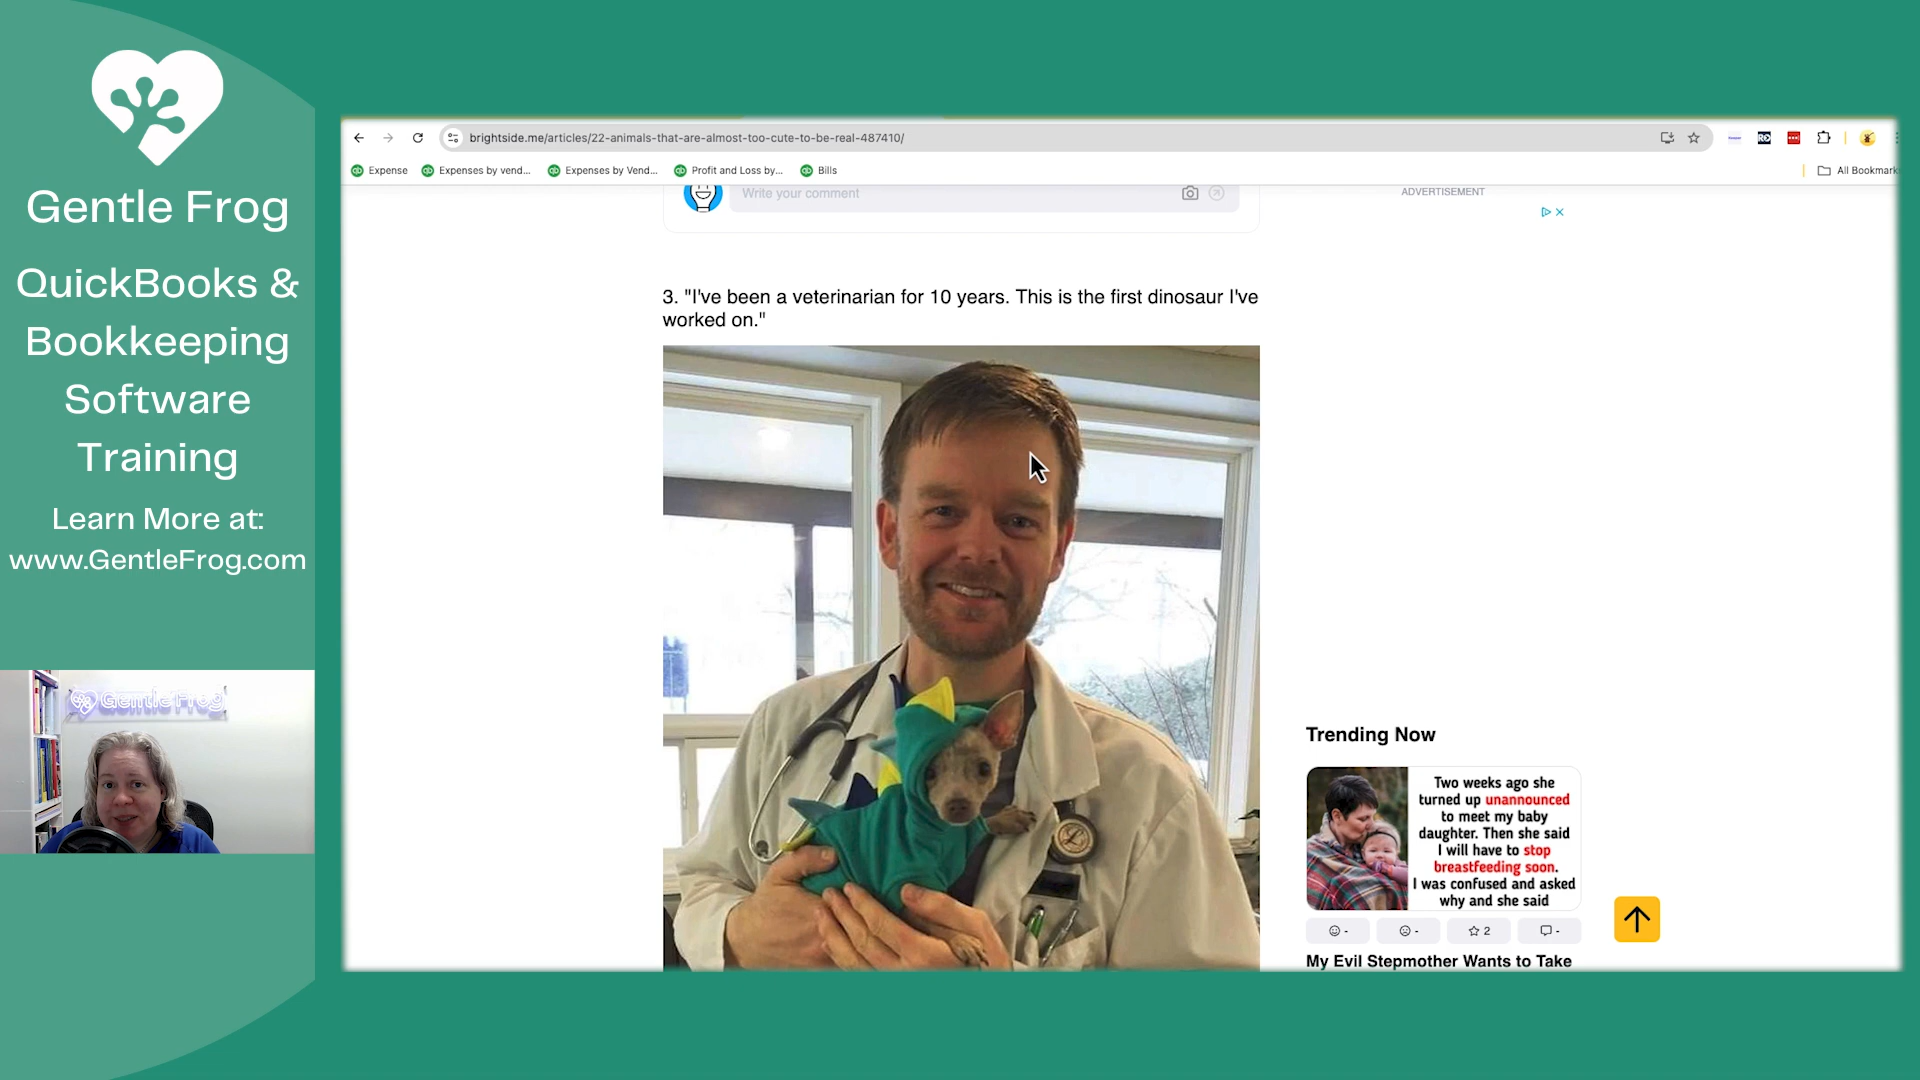 Gentle Frog
QuickBooks &
Bookkeeping
Software
Training
Learn More at:
www.GentleFrog.com
Gentle Frog
brightside.me/articles/22-animals-that-are-almost-too-cute-to-be-real-487410/
Expense
Expenses by vend...
Expenses by Vend...
Profit and Loss by...
Bills
All Bookmark
Write your comment
ADVERTISEMENT
3. "I've been a veterinarian for 10 years. This is the first dinosaur I've
worked on."
Trending Now
Two weeks ago she
turned up unannounced
to meet my baby
daughter. Then she said
I will have to stop
breastfeeding soon.
I was confused and asked
why and she said
-
-
2
-
My Evil Stepmother Wants to Take